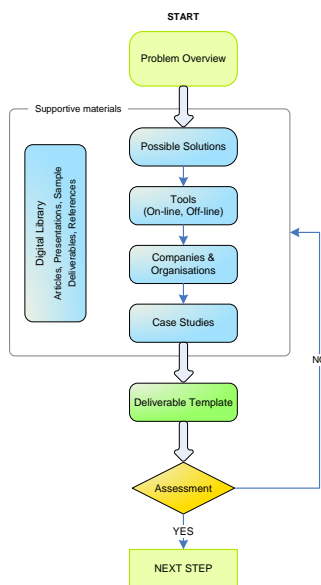 START
Problem Overview
Supportive materials
Digital Library
Articles, Presentations, Sample
Deliverables, References
Possible Solutions
Tools
(On-line, Off-line)
Companies &
Organisations
Case Studies
NO
Deliverable Template
Assessment
YES
NEXT STEP